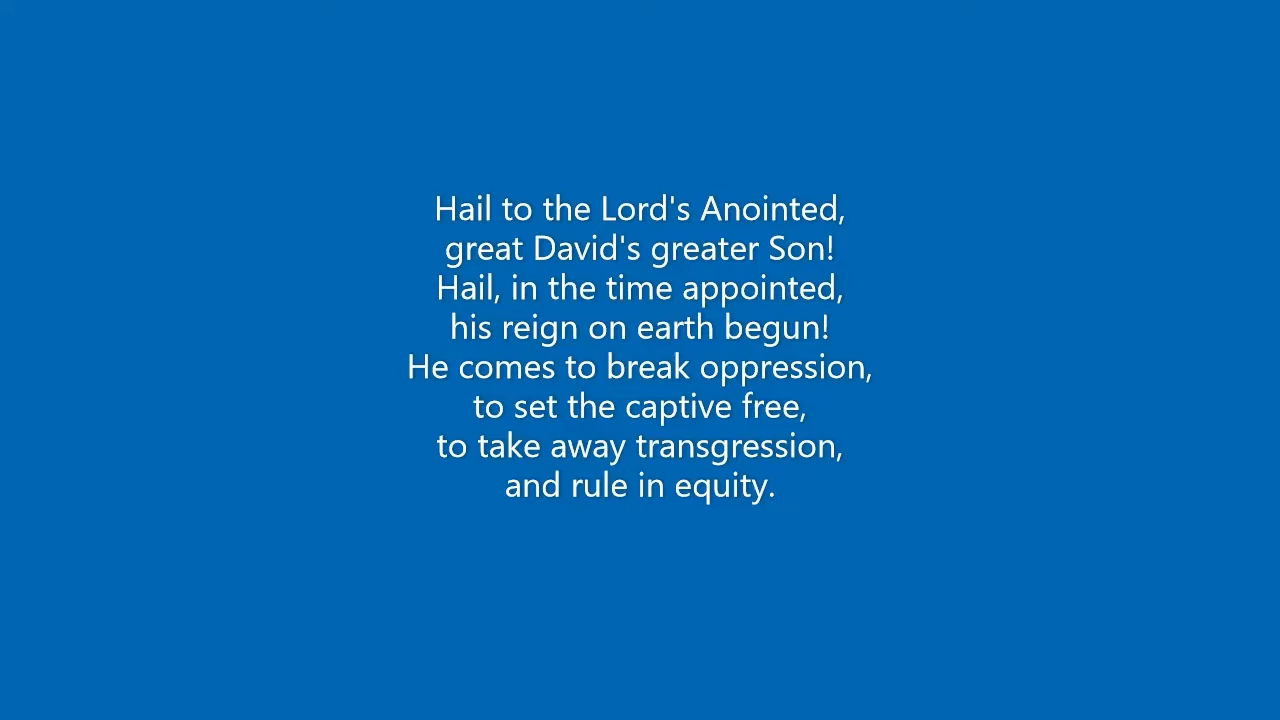 Hail to the Lord's Anointed,
great David's greater Son!
Hail, in the time appointed,
his reign on earth begun!
He comes to break oppression,
to set the captive free,
to take away transgression,
and rule in equity.